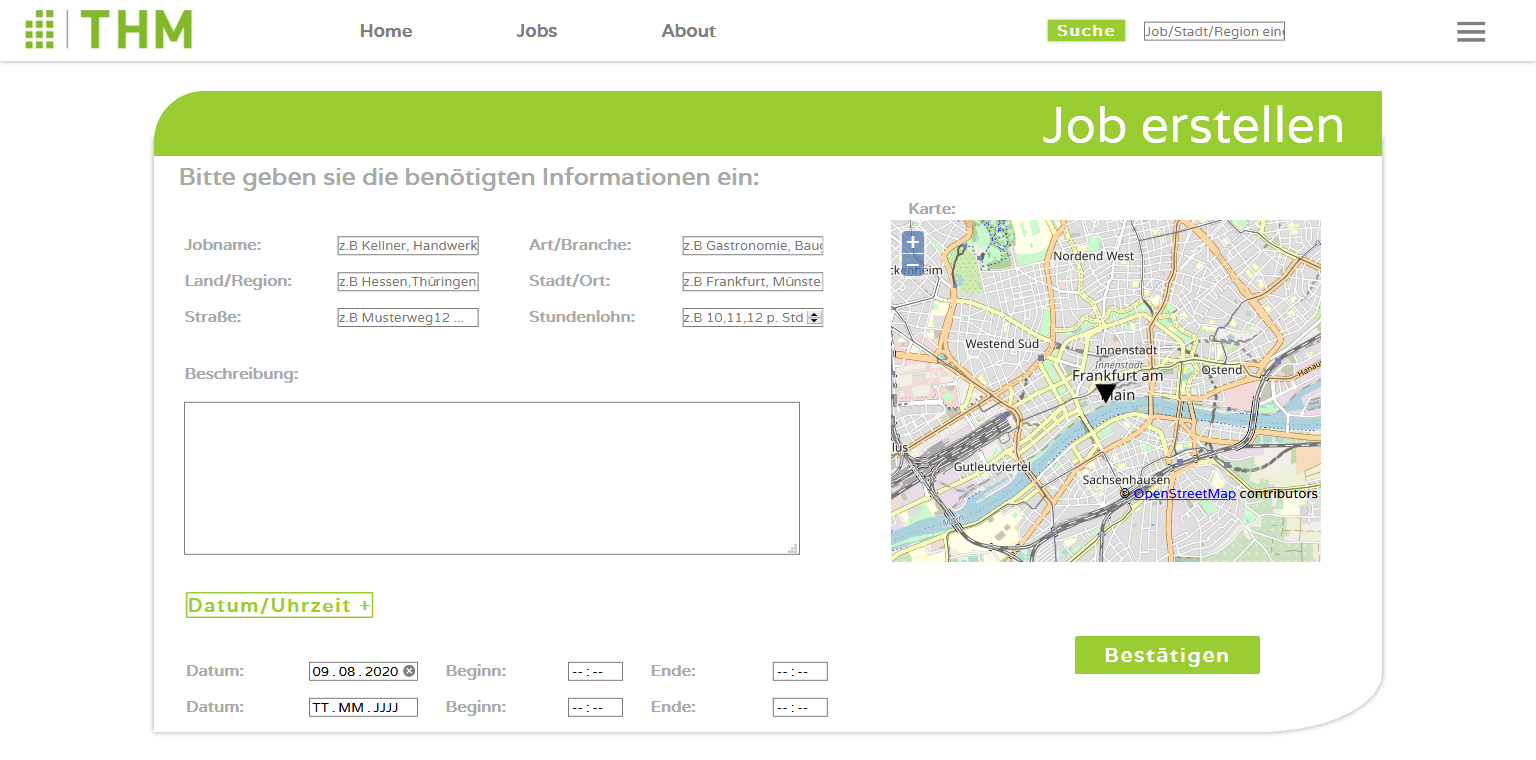 THM
Home Jobs About Suche Job/Stadt/Region ein
Job erstellen
Bitte geben sie die benötigten Informationen ein:
Karte:
Jobname: z.B Kellner, Handwerk Art/Branche: z.B Gastronomie, Baug
Land/Region: z.B Hessen,Thüringen Stadt/Ort: z.B Frankfurt, Münste
Straße: z.B Musterweg12 ... Stundenlohn: z.B 10,11,12 p. Std
Beschreibung:
+
−
ckenheim
Nordend West
Westend Süd
Innenstadt
Innenstadt
Frankfurt am
Main
Ostend
Hanau
lus
Gutleutviertel
Sachsenhausen
Main
© OpenStreetMap contributors
Datum/Uhrzeit +
Datum: 09.08.2020 Beginn: --:-- Ende: --:--
Datum: TT.MM.JJJJ Beginn: --:-- Ende: --:--
Bestätigen